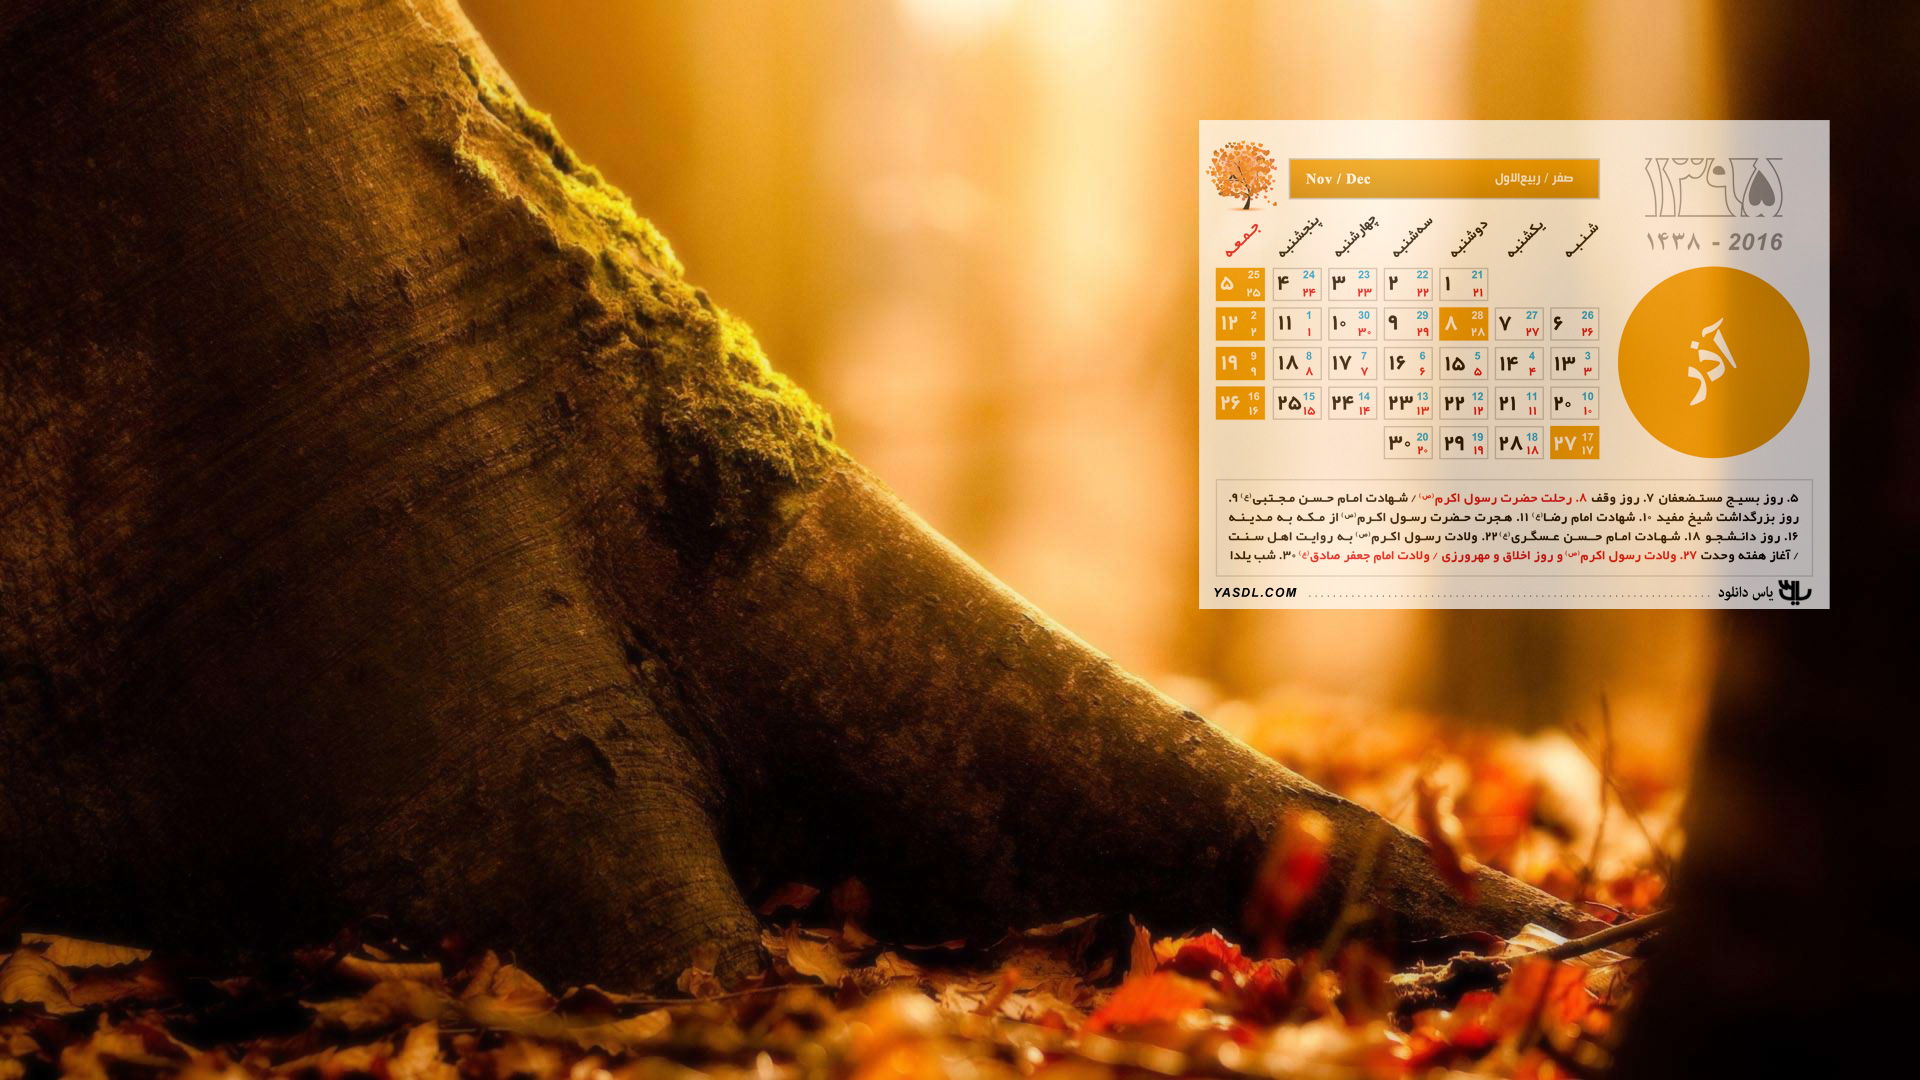 ۱۳۹۵
۱۴۳۸ - 2016
آذر
صفر / ربیع‌الاول Nov / Dec
شنبه یکشنبه دوشنبه سه‌شنبه چهارشنبه پنجشنبه جمعه
۱ 21 ۲۱ ۲ 22 ۲۲ ۳ 23 ۲۳ ۴ 24 ۲۴ ۵ 25 ۲۵
۶ 26 ۲۶ ۷ 27 ۲۷ ۸ 28 ۲۸ ۹ 29 ۲۹ ۱۰ 30 ۳۰ ۱۱ 1 ۱ ۱۲ 2 ۲
۱۳ 3 ۳ ۱۴ 4 ۴ ۱۵ 5 ۵ ۱۶ 6 ۶ ۱۷ 7 ۷ ۱۸ 8 ۸ ۱۹ 9 ۹
۲۰ 10 ۱۰ ۲۱ 11 ۱۱ ۲۲ 12 ۱۲ ۲۳ 13 ۱۳ ۲۴ 14 ۱۴ ۲۵ 15 ۱۵ ۲۶ 16 ۱۶
۲۷ 17 ۱۷ ۲۸ 18 ۱۸ ۲۹ 19 ۱۹ ۳۰ 20 ۲۰
۵. روز بسیج مستضعفان ۷. روز وقف ۸. رحلت حضرت رسول اکرم(ص) / شهادت امام حسن مجتبی(ع) ۹.
روز بزرگداشت شیخ مفید ۱۰. شهادت امام رضا(ع) ۱۱. هجرت حضرت رسول اکرم(ص) از مکه به مدینه
۱۶. روز دانشجو ۱۸. شهادت امام حسن عسگری(ع) ۲۲. ولادت رسول اکرم(ص) به روایت اهل سنت
/ آغاز هفته وحدت ۲۷. ولادت رسول اکرم(ص) و روز اخلاق و مهرورزی / ولادت امام جعفر صادق(ع) ۳۰. شب یلدا
یاس دانلود YASDL.COM